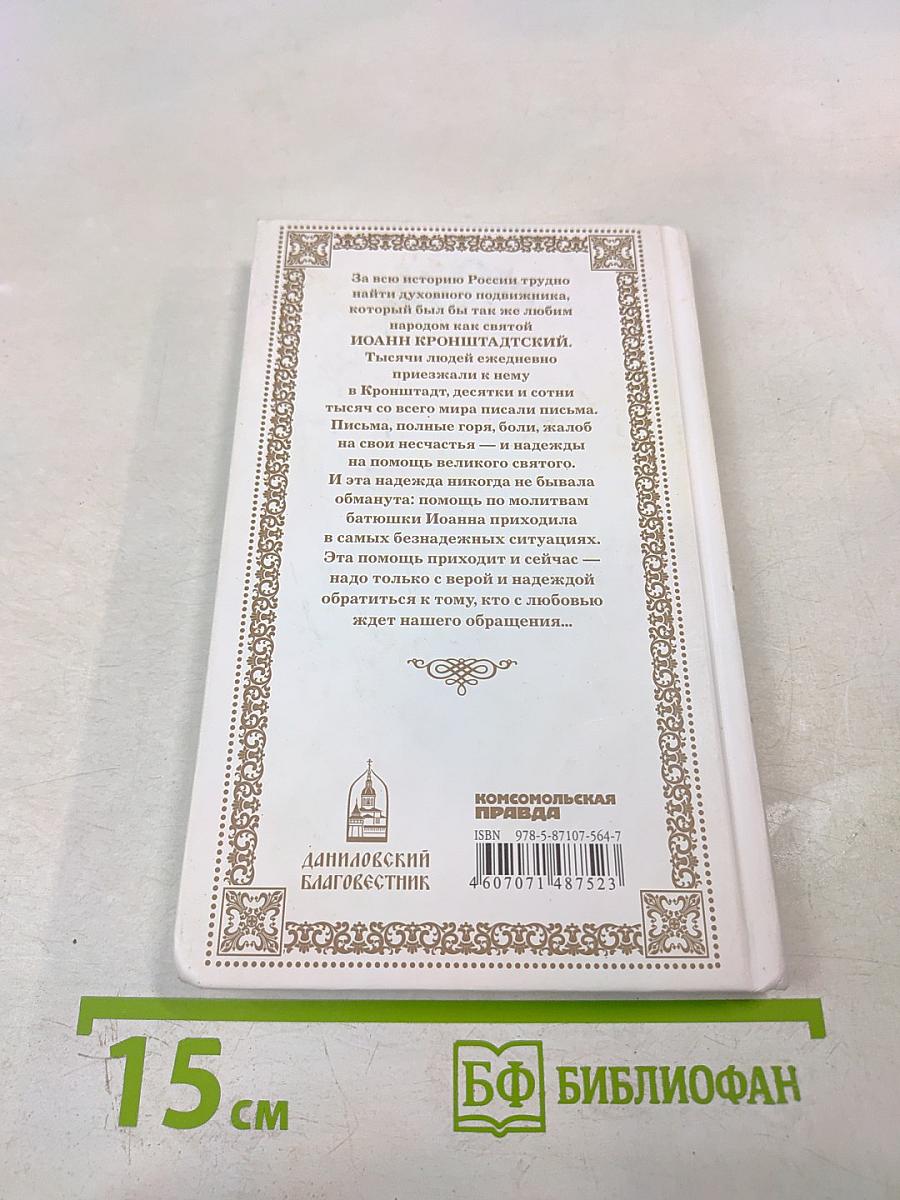 За всю историю России трудно
найти духовного подвижника,
который был бы так же любим
народом как святой
ИОАНН КРОНШТАДТСКИЙ.
Тысячи людей ежедневно
приезжали к нему
в Кронштадт, десятки и сотни
тысяч со всего мира писали письма.
Письма, полные горя, боли, жалоб
на свои несчастья — и надежды
на помощь великого святого.
И эта надежда никогда не бывала
обманута: помощь по молитвам
батюшки Иоанна приходила
в самых безнадежных ситуациях.
Эта помощь приходит и сейчас —
надо только с верой и надеждой
обратиться к тому, кто с любовью
ждет нашего обращения...
ДАНИЛОВСКИЙ
БЛАГОВЕСТНИК
КОМСОМОЛЬСКАЯ
ПРАВДА
ISBN 978-5-87107-564-7
4 607071 487523
15 см
БФ БИБЛИОФАН